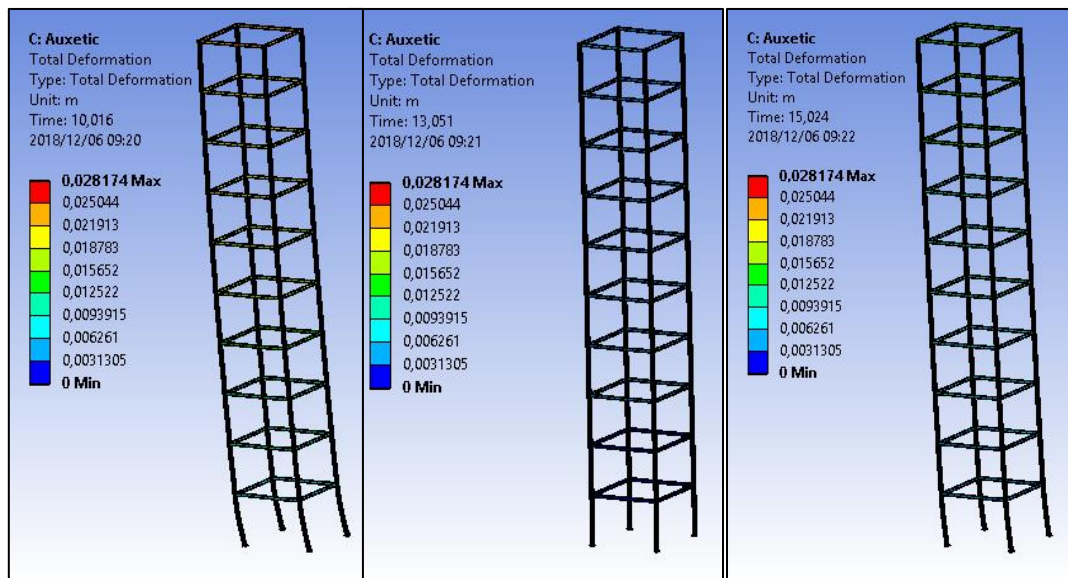 C: Auxetic
Total Deformation
Type: Total Deformation
Unit: m
Time: 10,016
2018/12/06 09:20
0,028174 Max
0,025044
0,021913
0,018783
0,015652
0,012522
0,0093915
0,006261
0,0031305
0 Min
C: Auxetic
Total Deformation
Type: Total Deformation
Unit: m
Time: 13,051
2018/12/06 09:21
0,028174 Max
0,025044
0,021913
0,018783
0,015652
0,012522
0,0093915
0,006261
0,0031305
0 Min
C: Auxetic
Total Deformation
Type: Total Deformation
Unit: m
Time: 15,024
2018/12/06 09:22
0,028174 Max
0,025044
0,021913
0,018783
0,015652
0,012522
0,0093915
0,006261
0,0031305
0 Min